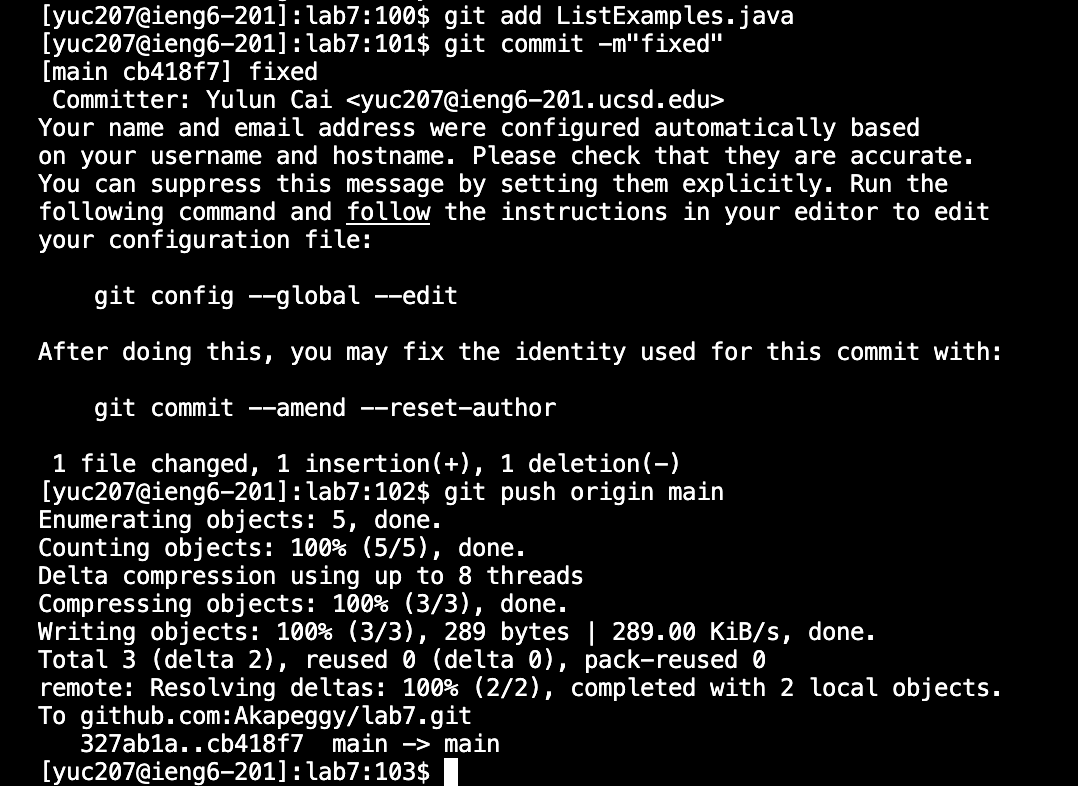 [yuc207@ieng6-201]:lab7:100$ git add ListExamples.java
[yuc207@ieng6-201]:lab7:101$ git commit -m"fixed"
[main cb418f7] fixed
 Committer: Yulun Cai <yuc207@ieng6-201.ucsd.edu>
Your name and email address were configured automatically based
on your username and hostname. Please check that they are accurate.
You can suppress this message by setting them explicitly. Run the
following command and follow the instructions in your editor to edit
your configuration file:

    git config --global --edit

After doing this, you may fix the identity used for this commit with:

    git commit --amend --reset-author

 1 file changed, 1 insertion(+), 1 deletion(-)
[yuc207@ieng6-201]:lab7:102$ git push origin main
Enumerating objects: 5, done.
Counting objects: 100% (5/5), done.
Delta compression using up to 8 threads
Compressing objects: 100% (3/3), done.
Writing objects: 100% (3/3), 289 bytes | 289.00 KiB/s, done.
Total 3 (delta 2), reused 0 (delta 0), pack-reused 0
remote: Resolving deltas: 100% (2/2), completed with 2 local objects.
To github.com:Akapeggy/lab7.git
   327ab1a..cb418f7  main -> main
[yuc207@ieng6-201]:lab7:103$